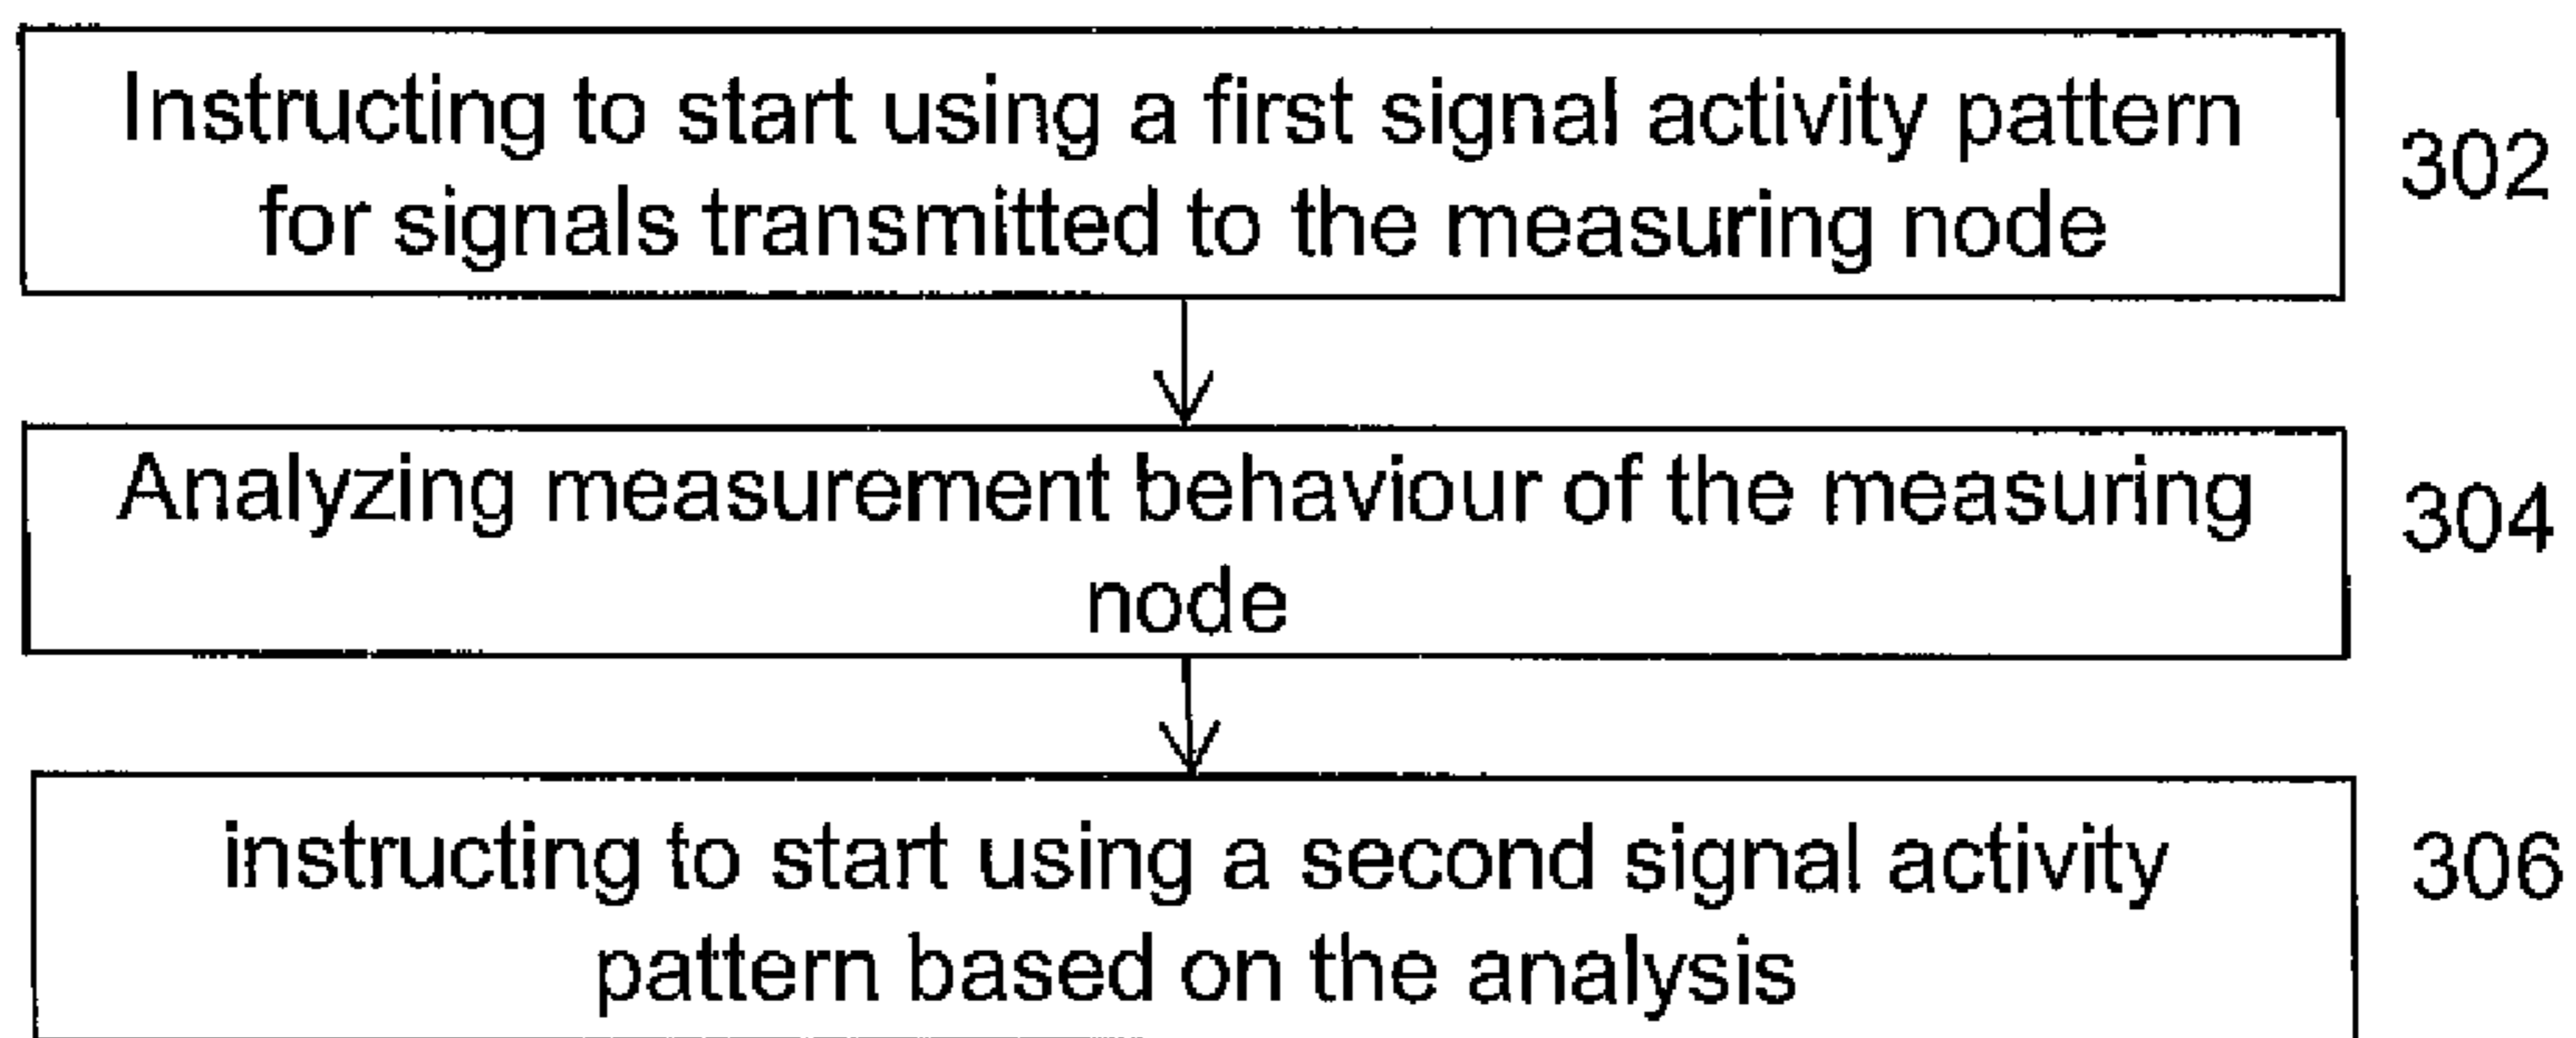 Instructing to start using a first signal activity pattern
for signals transmitted to the measuring node
302
Analyzing measurement behaviour of the measuring
node
304
instructing to start using a second signal activity
pattern based on the analysis
306